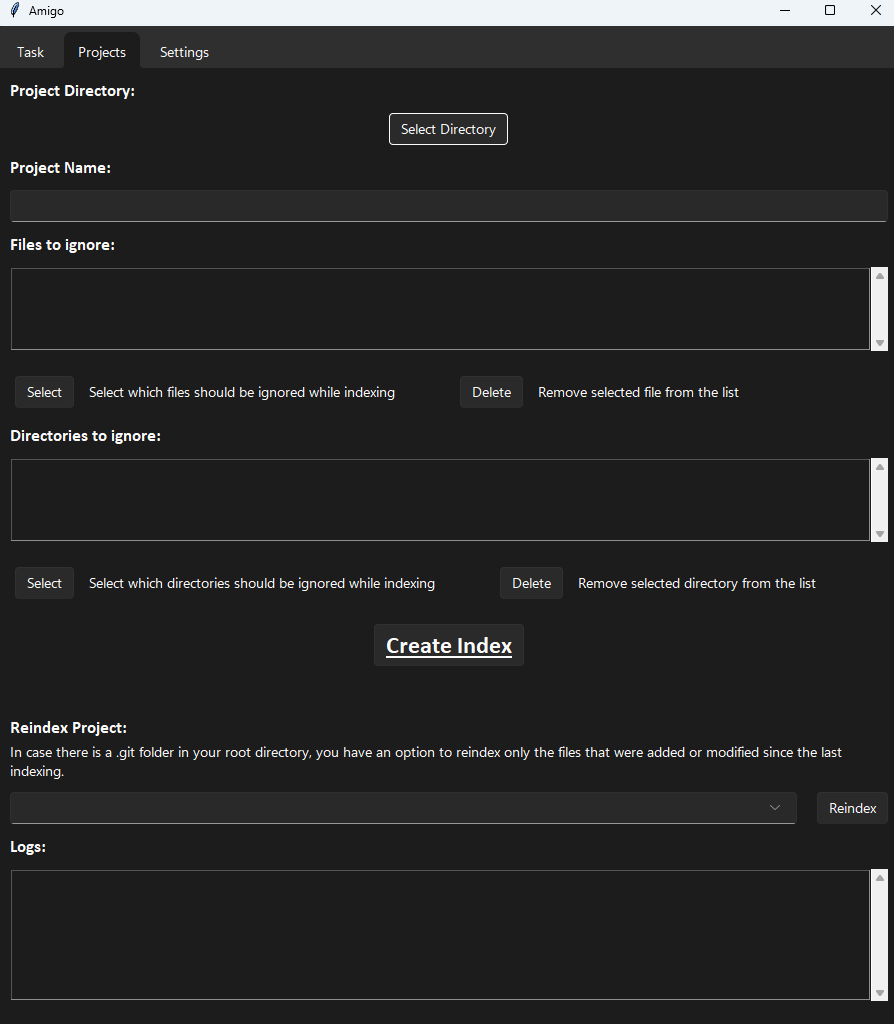 Amigo
Task Projects Settings
Project Directory:
Select Directory
Project Name:
Files to ignore:
Select Select which files should be ignored while indexing Delete Remove selected file from the list
Directories to ignore:
Select Select which directories should be ignored while indexing Delete Remove selected directory from the list
Create Index
Reindex Project:
In case there is a .git folder in your root directory, you have an option to reindex only the files that were added or modified since the last
indexing.
Reindex
Logs: